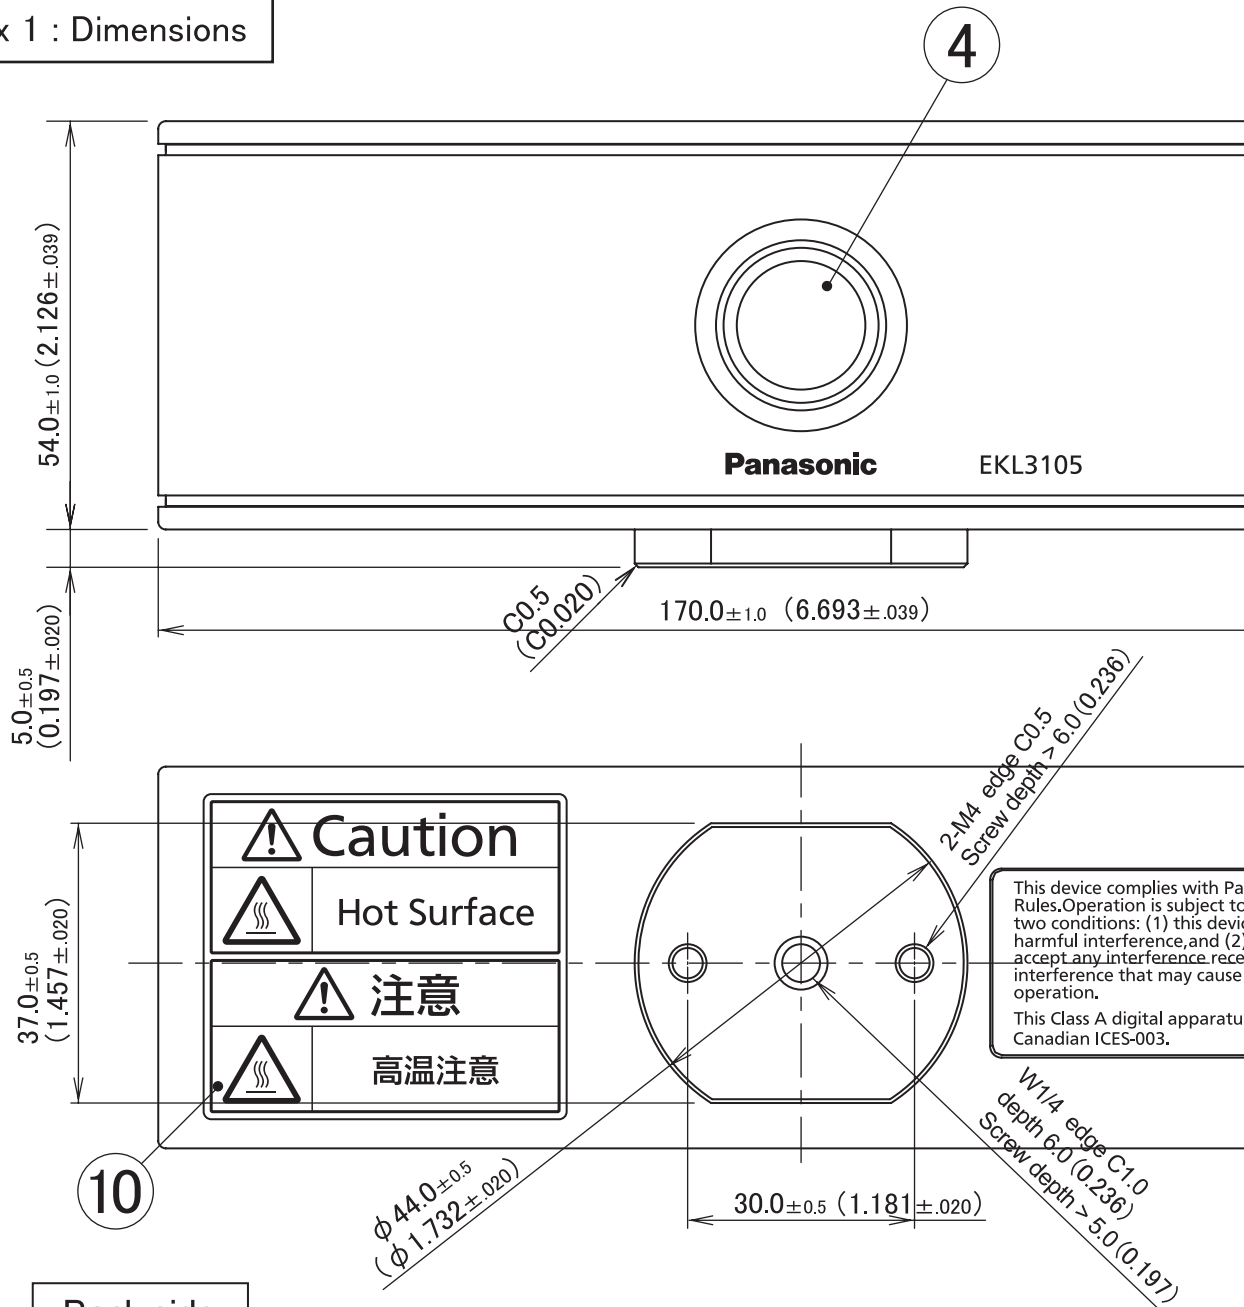 x 1 : Dimensions
4
54.0±1.0 (2.126±.039)
Panasonic EKL3105
5.0±0.5
(0.197±.020)
C0.5
(C0.020)
170.0±1.0 (6.693±.039)
2-M4 edge C0.5
Screw depth > 6.0(0.236)
37.0±0.5
(1.457±.020)
Caution
Hot Surface
注意
高温注意
This device complies with Pa
Rules.Operation is subject to
two conditions: (1) this devic
harmful interference,and (2)
accept any interference rece
interference that may cause
operation.
This Class A digital apparatu
Canadian ICES-003.
10
φ44.0±0.5
(φ1.732±.020)
30.0±0.5 (1.181±.020)
W1/4 edge C1.0
depth 6.0 (0.236)
Screw depth > 5.0(0.197)